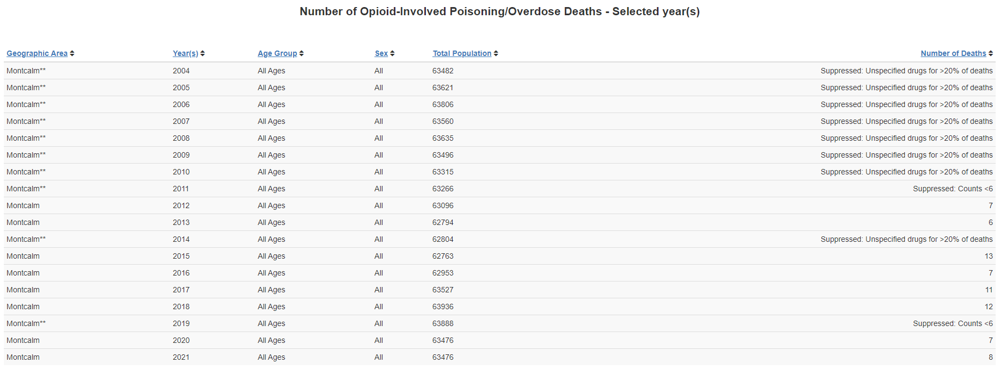 Number of Opioid-Involved Poisoning/Overdose Deaths - Selected year(s)
Geographic Area Year(s) Age Group Sex Total Population Number of Deaths
Montcalm** 2004 All Ages All 63482 Suppressed: Unspecified drugs for >20% of deaths
Montcalm** 2005 All Ages All 63621 Suppressed: Unspecified drugs for >20% of deaths
Montcalm** 2006 All Ages All 63806 Suppressed: Unspecified drugs for >20% of deaths
Montcalm** 2007 All Ages All 63560 Suppressed: Unspecified drugs for >20% of deaths
Montcalm** 2008 All Ages All 63635 Suppressed: Unspecified drugs for >20% of deaths
Montcalm** 2009 All Ages All 63496 Suppressed: Unspecified drugs for >20% of deaths
Montcalm** 2010 All Ages All 63315 Suppressed: Unspecified drugs for >20% of deaths
Montcalm** 2011 All Ages All 63266 Suppressed: Counts <6
Montcalm 2012 All Ages All 63096 7
Montcalm 2013 All Ages All 62794 6
Montcalm** 2014 All Ages All 62804 Suppressed: Unspecified drugs for >20% of deaths
Montcalm 2015 All Ages All 62763 13
Montcalm 2016 All Ages All 62953 7
Montcalm 2017 All Ages All 63527 11
Montcalm 2018 All Ages All 63936 12
Montcalm** 2019 All Ages All 63888 Suppressed: Counts <6
Montcalm 2020 All Ages All 63476 7
Montcalm 2021 All Ages All 63476 8